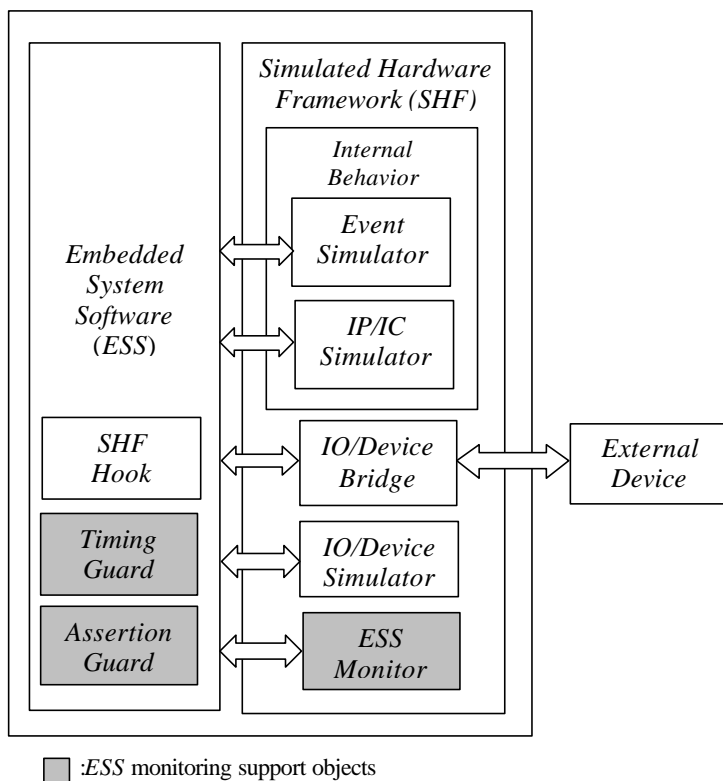 Simulated Hardware
Framework (SHF)
Internal
Behavior
Event
Simulator
Embedded
System
Software
(ESS)
IP/IC
Simulator
SHF
Hook
IO/Device
Bridge
External
Device
Timing
Guard
IO/Device
Simulator
Assertion
Guard
ESS
Monitor
:ESS monitoring support objects